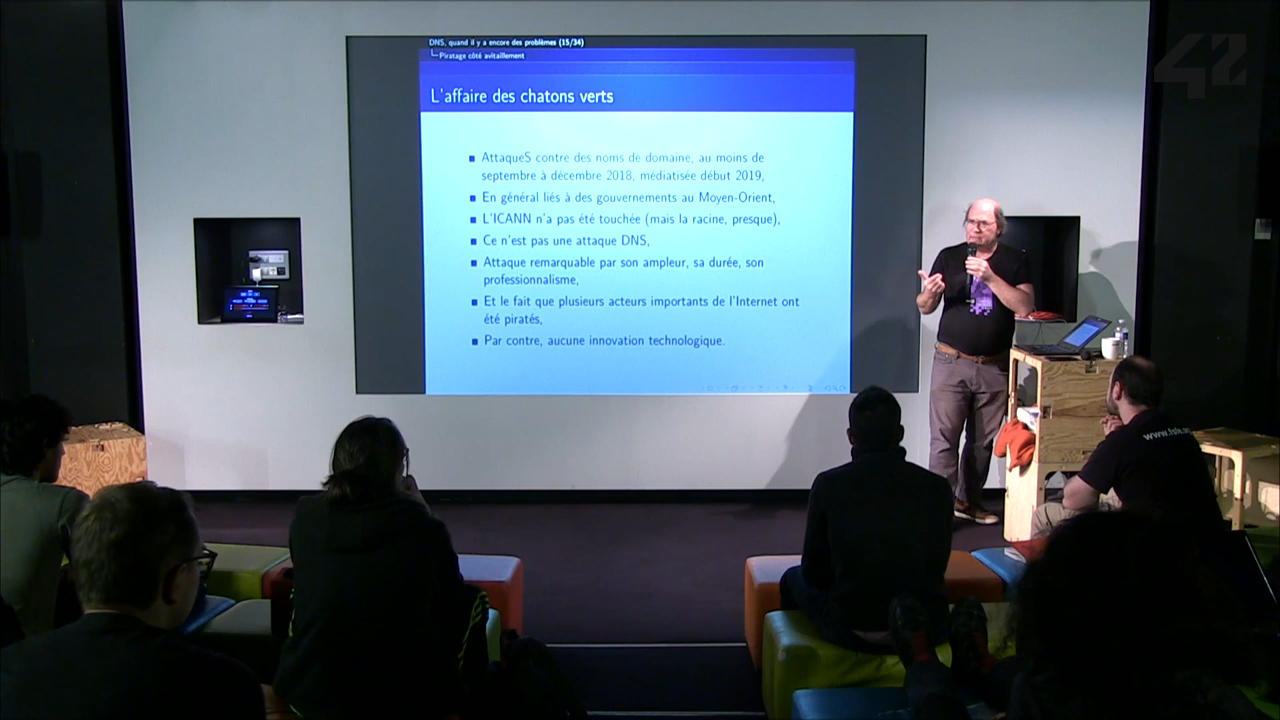 DNS, quand il y a encore des problèmes (15/34)
Piratage côté avitaillement
L'affaire des chatons verts
AttaqueS contre des noms de domaine, au moins de
septembre à décembre 2018, médiatisée début 2019,
En général liés à des gouvernements au Moyen-Orient,
L'ICANN n'a pas été touchée (mais la racine, presque),
Ce n'est pas une attaque DNS,
Attaque remarquable par son ampleur, sa durée, son
professionnalisme,
Et le fait que plusieurs acteurs importants de l'Internet ont
été piratés,
Par contre, aucune innovation technologique.
42